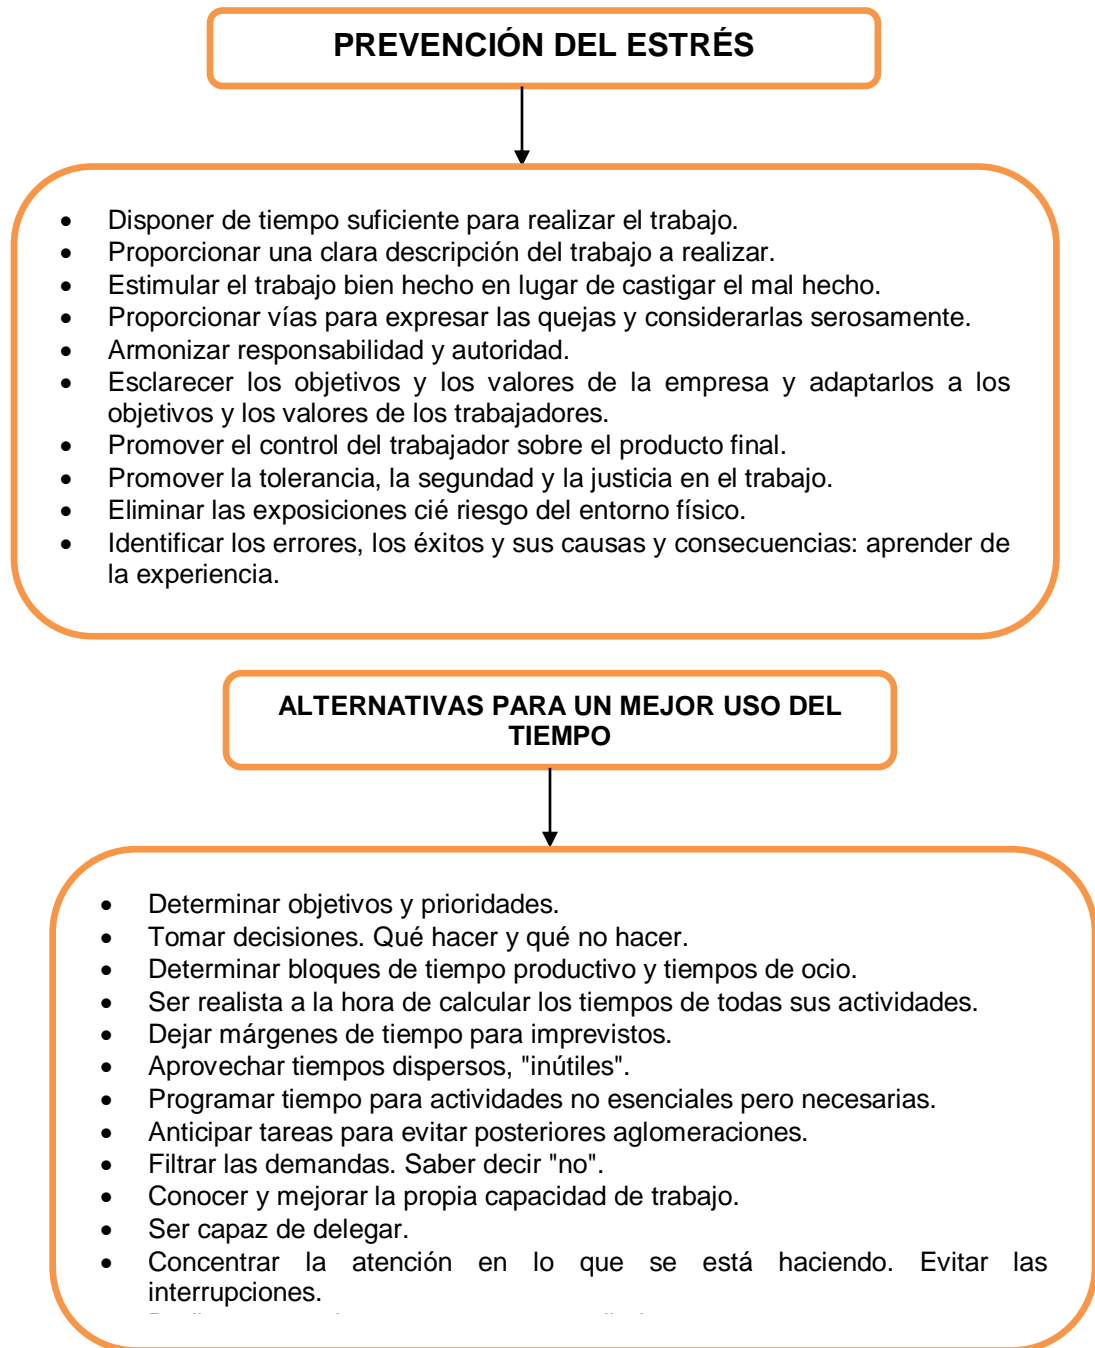 PREVENCIÓN DEL ESTRÉS
• Disponer de tiempo suficiente para realizar el trabajo.
• Proporcionar una clara descripción del trabajo a realizar.
• Estimular el trabajo bien hecho en lugar de castigar el mal hecho.
• Proporcionar vías para expresar las quejas y considerarlas serosamente.
• Armonizar responsabilidad y autoridad.
• Esclarecer los objetivos y los valores de la empresa y adaptarlos a los
objetivos y los valores de los trabajadores.
• Promover el control del trabajador sobre el producto final.
• Promover la tolerancia, la segundad y la justicia en el trabajo.
• Eliminar las exposiciones cié riesgo del entorno físico.
• Identificar los errores, los éxitos y sus causas y consecuencias: aprender de
la experiencia.
ALTERNATIVAS PARA UN MEJOR USO DEL
TIEMPO
• Determinar objetivos y prioridades.
• Tomar decisiones. Qué hacer y qué no hacer.
• Determinar bloques de tiempo productivo y tiempos de ocio.
• Ser realista a la hora de calcular los tiempos de todas sus actividades.
• Dejar márgenes de tiempo para imprevistos.
• Aprovechar tiempos dispersos, "inútiles".
• Programar tiempo para actividades no esenciales pero necesarias.
• Anticipar tareas para evitar posteriores aglomeraciones.
• Filtrar las demandas. Saber decir "no".
• Conocer y mejorar la propia capacidad de trabajo.
• Ser capaz de delegar.
• Concentrar la atención en lo que se está haciendo. Evitar las
interrupciones.